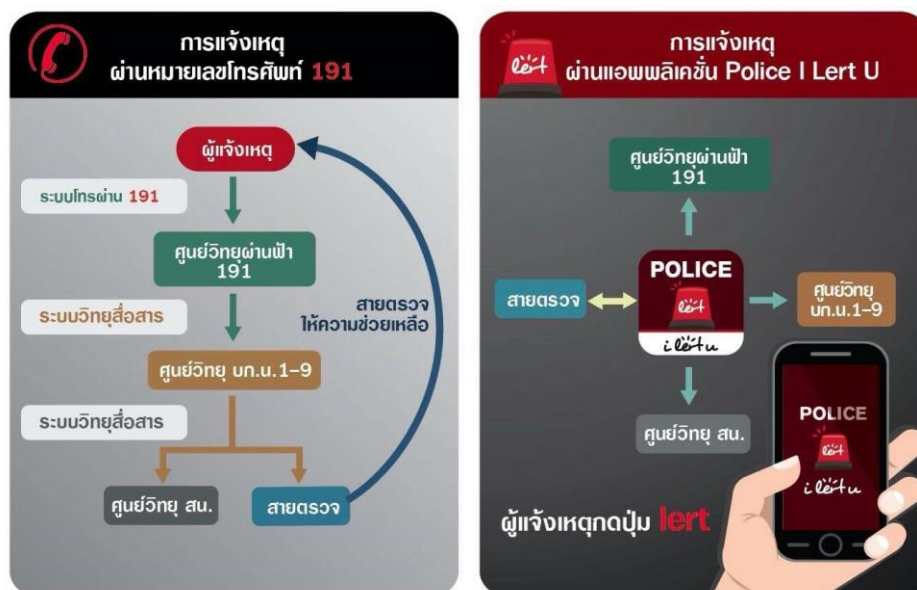 การแจ้งเหตุ
ผ่านหมายเลขโทรศัพท์ 191
ผู้แจ้งเหตุ
ระบบโทรผ่าน 191
ศูนย์วิทยุผ่านฟ้า
191
ระบบวิทยุสื่อสาร
สายตรวจ
ให้ความช่วยเหลือ
ศูนย์วิทยุ บก.น.1-9
ระบบวิทยุสื่อสาร
ศูนย์วิทยุ สน.
สายตรวจ
lert
การแจ้งเหตุ
ผ่านแอพพลิเคชั่น Police I Lert U
ศูนย์วิทยุผ่านฟ้า
191
สายตรวจ
POLICE
lert
i lert u
ศูนย์วิทยุ
บก.น.1-9
ศูนย์วิทยุ สน.
POLICE
lert
i lert u
ผู้แจ้งเหตุกดปุ่ม lert